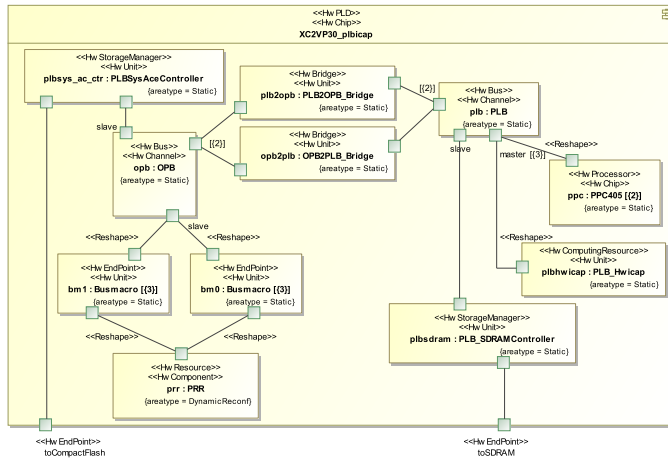 <<Hw PLD>>
<<Hw Chip>>
XC2VP30_plbicap
<<Hw StorageManager>>
<<Hw Unit>>
plbsys_ac_ctr : PLBSysAceController
{areatype = Static}
<<Hw Bridge>>
<<Hw Unit>>
plb2opb : PLB2OPB_Bridge
{areatype = Static}
[{2}]
<<Hw Bus>>
<<Hw Channel>>
plb : PLB
{areatype = Static}
slave
<<Hw Bus>>
<<Hw Channel>>
opb : OPB
{areatype = Static}
[{2}]
<<Hw Bridge>>
<<Hw Unit>>
opb2plb : OPB2PLB_Bridge
{areatype = Static}
slave
master [{3}]
<<Reshape>>
<<Hw Processor>>
<<Hw Chip>>
ppc : PPC405 [{2}]
{areatype = Static}
slave
<<Reshape>>
<<Reshape>>
<<Reshape>>
<<Hw EndPoint>>
<<Hw Unit>>
bm1 : Busmacro [{3}]
{areatype = Static}
<<Hw EndPoint>>
<<Hw Unit>>
bm0 : Busmacro [{3}]
{areatype = Static}
<<Hw ComputingResource>>
<<Hw Unit>>
plbhwicap : PLB_Hwicap
{areatype = Static}
<<Reshape>>
<<Reshape>>
<<Hw StorageManager>>
<<Hw Unit>>
plbsdram : PLB_SDRAMController
{areatype = Static}
<<Hw Resource>>
<<Hw Component>>
prr : PRR
{areatype = DynamicReconf}
<<Hw EndPoint>>
toCompactFlash
<<Hw EndPoint>>
toSDRAM